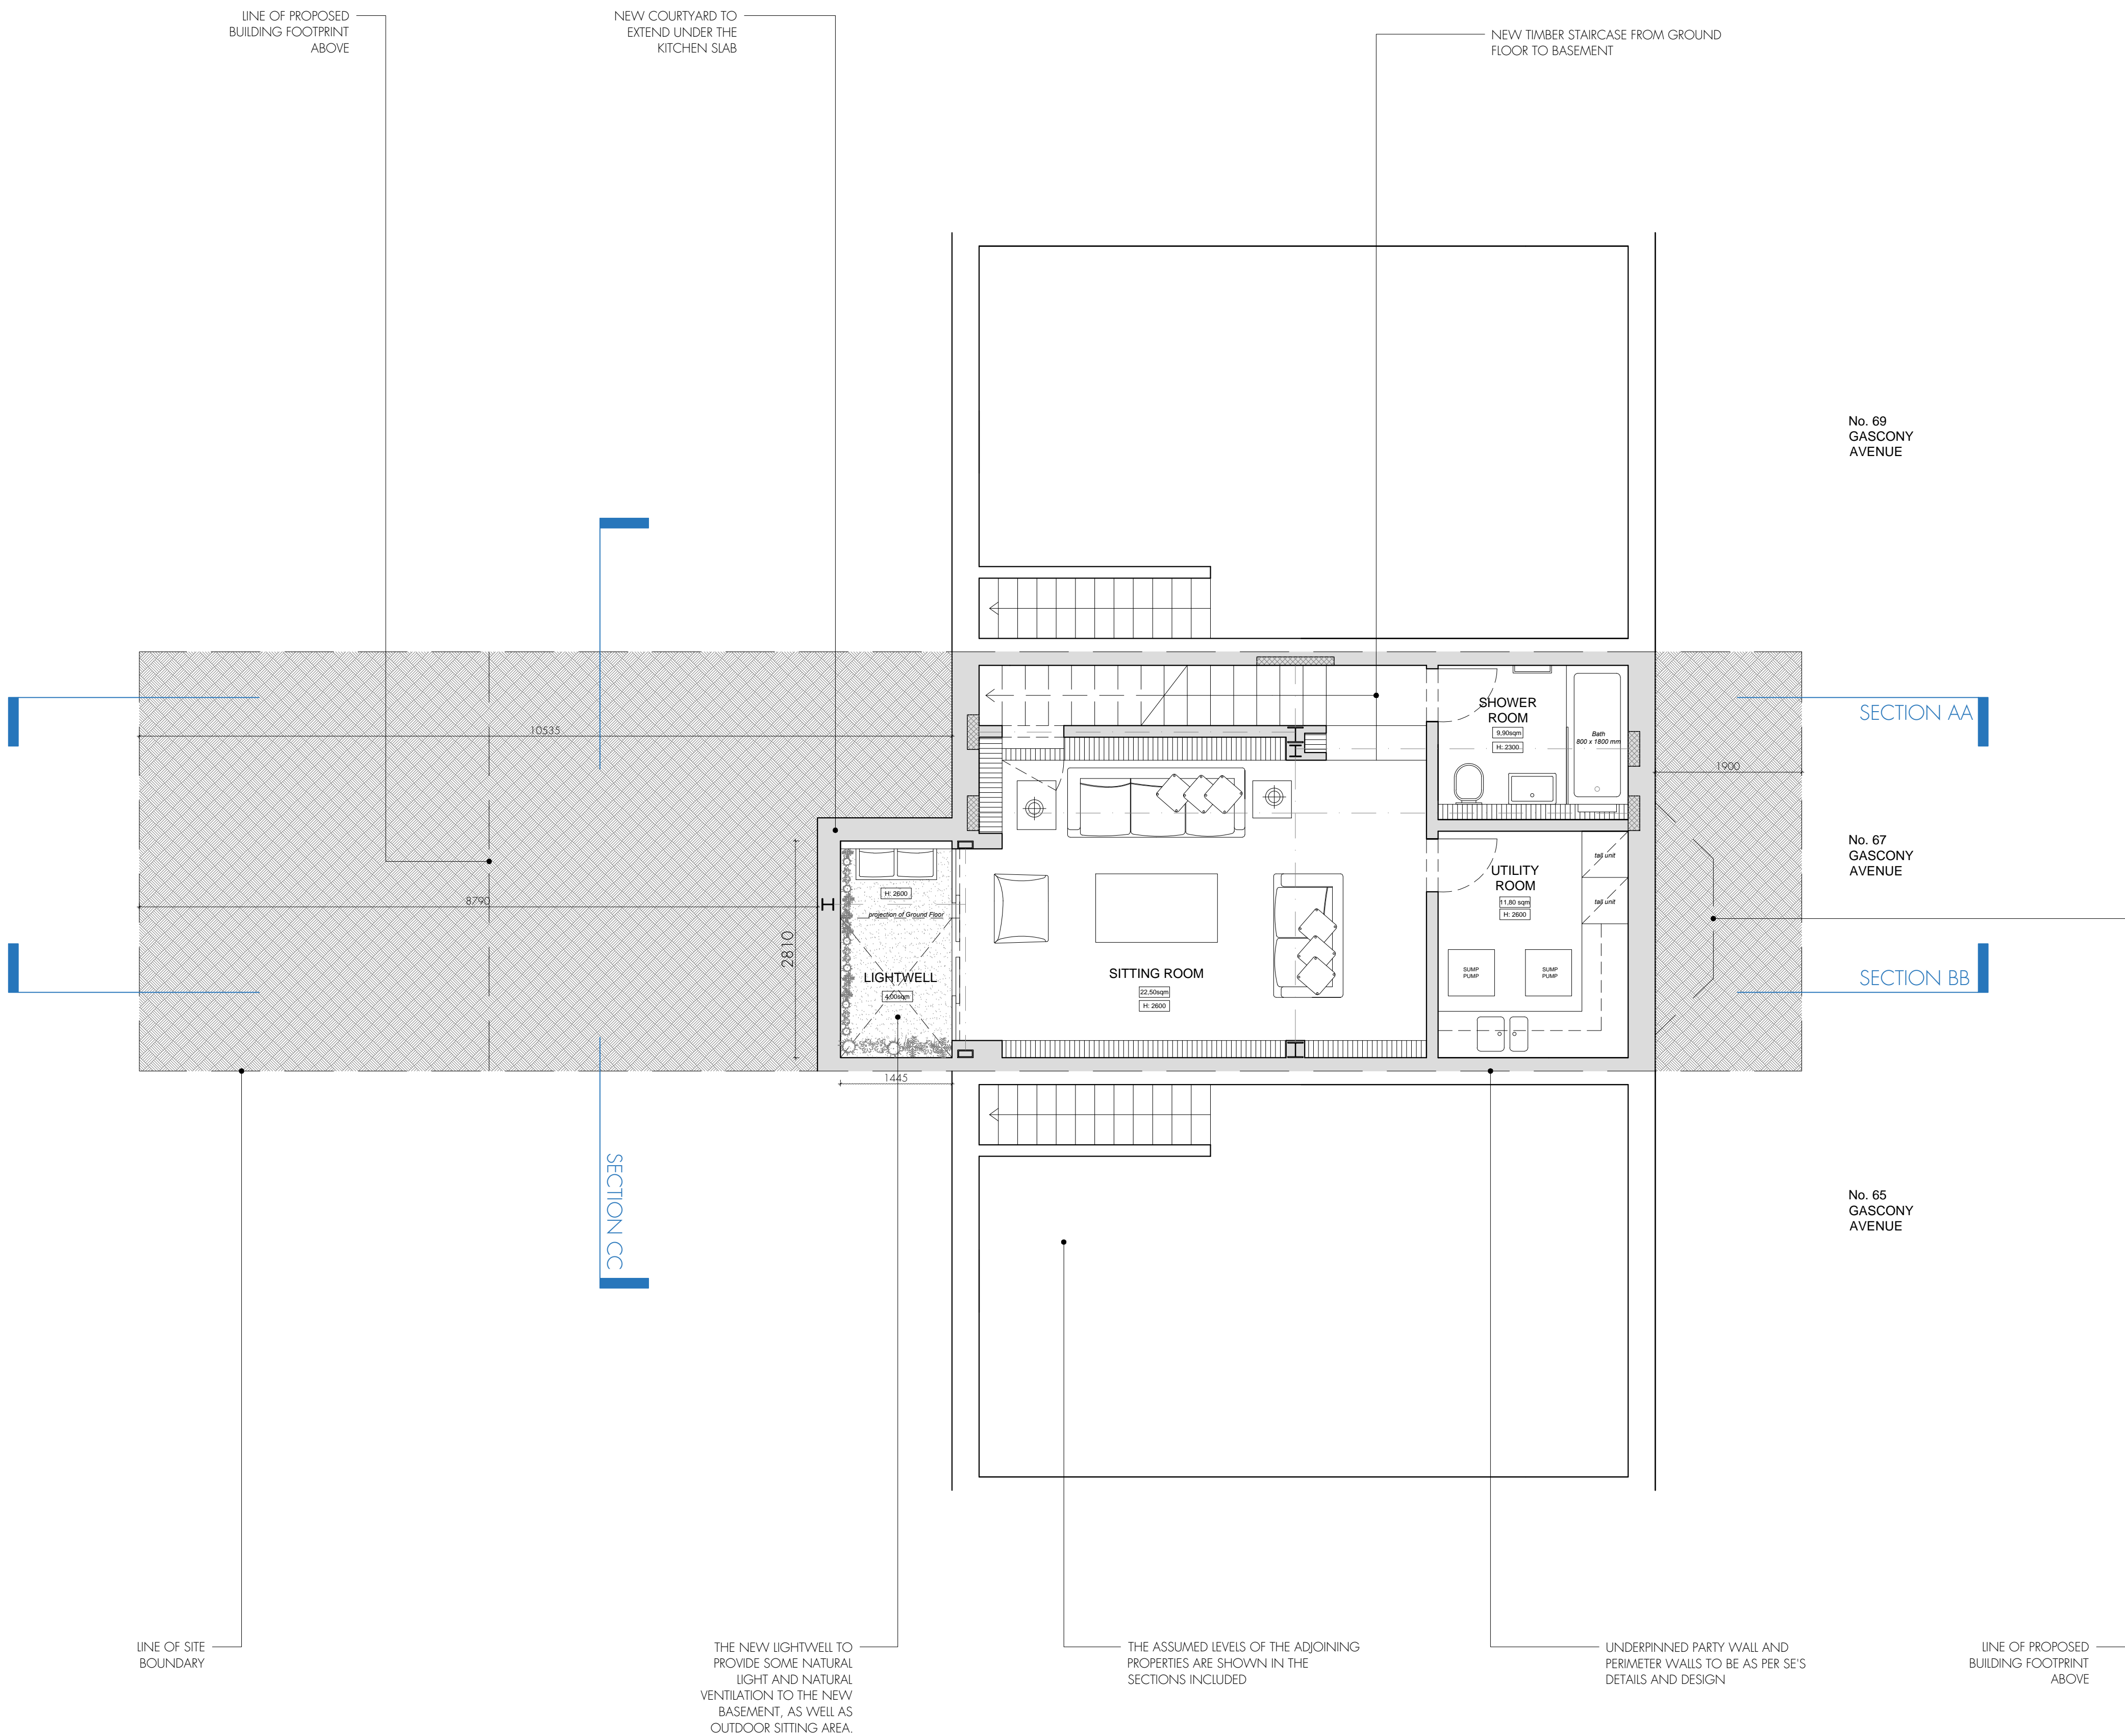 LINE OF PROPOSED
BUILDING FOOTPRINT
ABOVE
NEW COURTYARD TO
EXTEND UNDER THE
KITCHEN SLAB
NEW TIMBER STAIRCASE FROM GROUND
FLOOR TO BASEMENT
No. 69
GASCONY
AVENUE
SECTION AA
10535
SHOWER
ROOM
9,90sqm
H: 2300
Bath
800 x 1800 mm
1900
No. 67
GASCONY
AVENUE
8790
2810
H: 2600
projection of Ground Floor
LIGHTWELL
4,00sqm
1445
SITTING ROOM
22,50sqm
H: 2600
UTILITY
ROOM
11,80 sqm
H: 2600
tall unit
tall unit
SUMP
PUMP
SUMP
PUMP
SECTION BB
SECTION CC
No. 65
GASCONY
AVENUE
LINE OF SITE
BOUNDARY
THE NEW LIGHTWELL TO
PROVIDE SOME NATURAL
LIGHT AND NATURAL
VENTILATION TO THE NEW
BASEMENT, AS WELL AS
OUTDOOR SITTING AREA.
THE ASSUMED LEVELS OF THE ADJOINING
PROPERTIES ARE SHOWN IN THE
SECTIONS INCLUDED
UNDERPINNED PARTY WALL AND
PERIMETER WALLS TO BE AS PER SE'S
DETAILS AND DESIGN
LINE OF PROPOSED
BUILDING FOOTPRINT
ABOVE